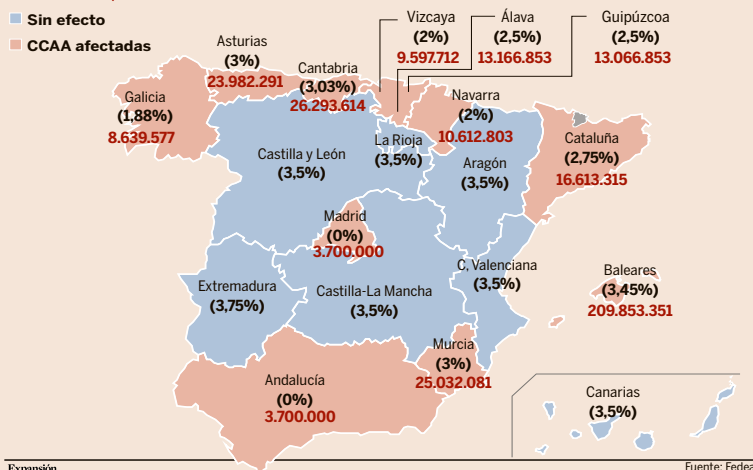 Sin efecto
CCAA afectadas
Vizcaya
(2%)
9.597.712
Álava
(2,5%)
13.166.853
Guipúzcoa
(2,5%)
13.066.853
Asturias
(3%)
23.982.291
Cantabria
(3,03%)
26.293.614
Galicia
(1,88%)
8.639.577
Navarra
(2%)
10.612.803
La Rioja
(3,5%)
Cataluña
(2,75%)
16.613.315
Castilla y León
(3,5%)
Aragón
(3,5%)
Madrid
(0%)
3.700.000
C. Valenciana
(3,5%)
Baleares
(3,45%)
209.853.351
Extremadura
(3,75%)
Castilla-La Mancha
(3,5%)
Murcia
(3%)
25.032.081
Andalucía
(0%)
3.700.000
Canarias
(3,5%)
Expansión
Fuente: Fedea